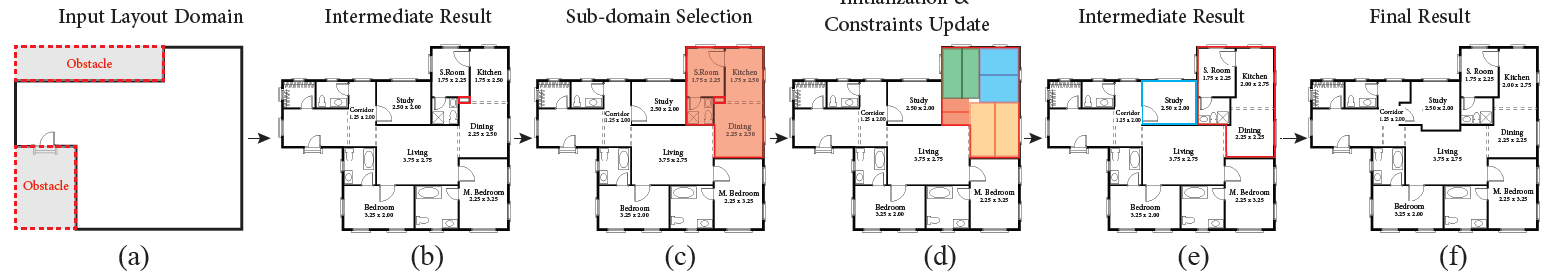 Input Layout Domain
Intermediate Result
Sub-domain Selection
Initialization &
Constraints Update
Intermediate Result
Final Result
Obstacle
Obstacle
(a)
S.Room
1.75 x 2.25
Kitchen
1.75 x 2.50
Study
2.50 x 2.00
Corridor
1.25 x 2.00
Dining
2.25 x 2.50
Living
3.75 x 2.75
M. Bedroom
2.25 x 3.25
Bedroom
3.25 x 2.00
(b)
S.Room
1.75 x 2.25
Kitchen
1.75 x 2.50
Study
2.50 x 2.00
Corridor
1.25 x 2.00
Dining
2.25 x 2.50
Living
3.75 x 2.75
M. Bedroom
2.25 x 3.25
Bedroom
3.25 x 2.00
(c)
Study
2.50 x 2.00
Corridor
1.25 x 2.00
Living
3.75 x 2.75
M. Bedroom
2.25 x 3.25
Bedroom
3.25 x 2.00
(d)
S. Room
1.75 x 2.25
Kitchen
2.00 x 2.75
Study
2.50 x 2.00
Corridor
1.25 x 2.00
Dining
2.25 x 2.25
Living
3.75 x 2.75
M. Bedroom
2.25 x 3.25
Bedroom
3.25 x 2.00
(e)
S. Room
1.75 x 2.25
Kitchen
2.00 x 2.75
Study
2.50 x 2.00
Corridor
1.25 x 2.00
Dining
2.25 x 2.25
Living
3.75 x 2.75
M. Bedroom
2.25 x 3.25
Bedroom
3.25 x 2.00
(f)